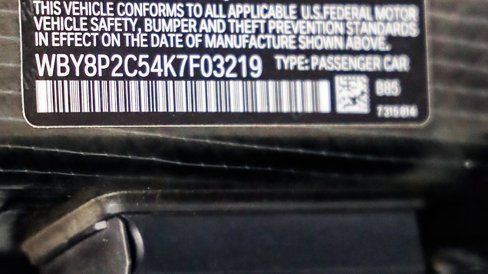 THIS VEHICLE CONFORMS TO ALL APPLICABLE U.S. FEDERAL MOTOR
VEHICLE SAFETY, BUMPER AND THEFT PREVENTION STANDARDS
IN EFFECT ON THE DATE OF MANUFACTURE SHOWN ABOVE.
WBY8P2C54K7F03219 TYPE: PASSENGER CAR
B85
7 315 814